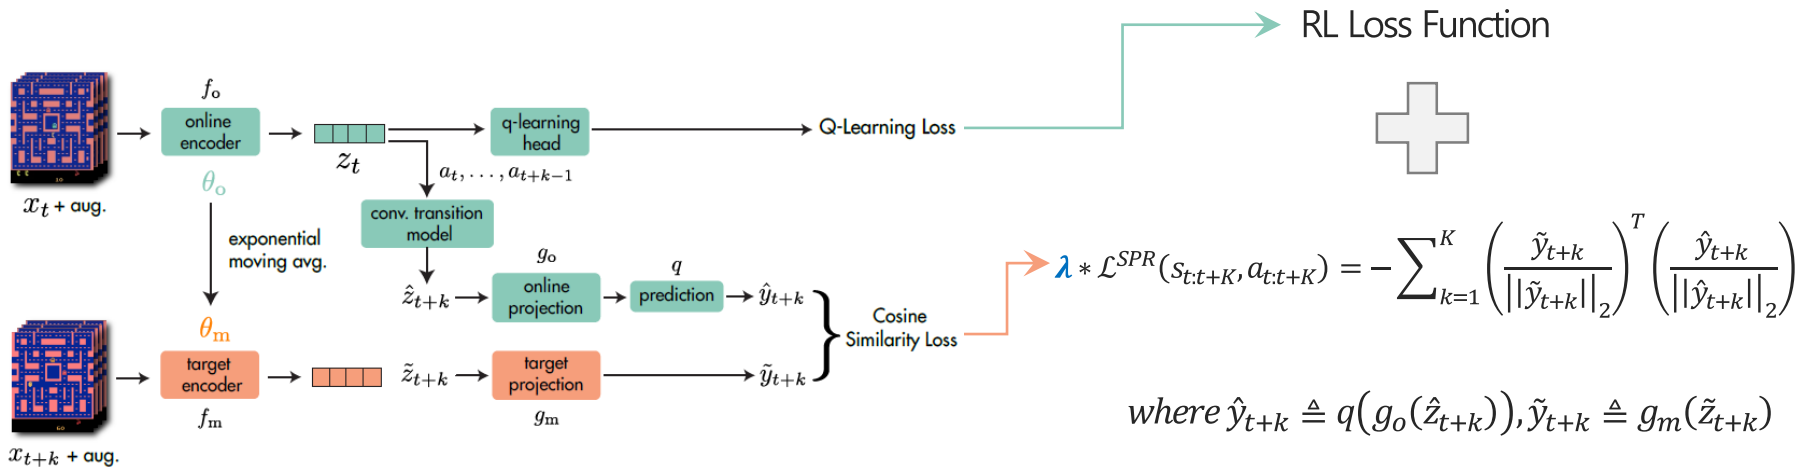 RL Loss Function
f_o
online
encoder
z_t
q-learning
head
Q-Learning Loss
x_t + aug.
θ_o
a_t, . . . , a_{t+k−1}
conv. transition
model
exponential
moving avg.
g_o
q
ẑ_{t+k}
online
projection
prediction
ŷ_{t+k}
λ ∗ ℒ^{SPR}(s_{t:t+K}, a_{t:t+K}) = −∑_{k=1}^{K} (ỹ_{t+k} / ||ỹ_{t+k}||_2)^T (ŷ_{t+k} / ||ŷ_{t+k}||_2)
Cosine
Similarity Loss
θ_m
target
encoder
f_m
z̃_{t+k}
target
projection
g_m
ỹ_{t+k}
x_{t+k} + aug.
where ŷ_{t+k} ≜ q(g_o(ẑ_{t+k})), ỹ_{t+k} ≜ g_m(z̃_{t+k})